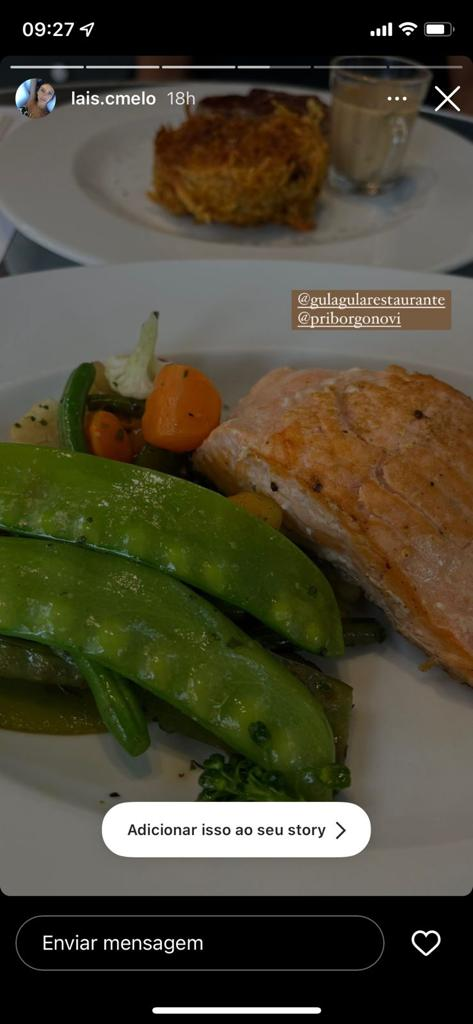 09:27
lais.cmelo 18h
@gulagularestaurante
@priborgonovi
Adicionar isso ao seu story
Enviar mensagem